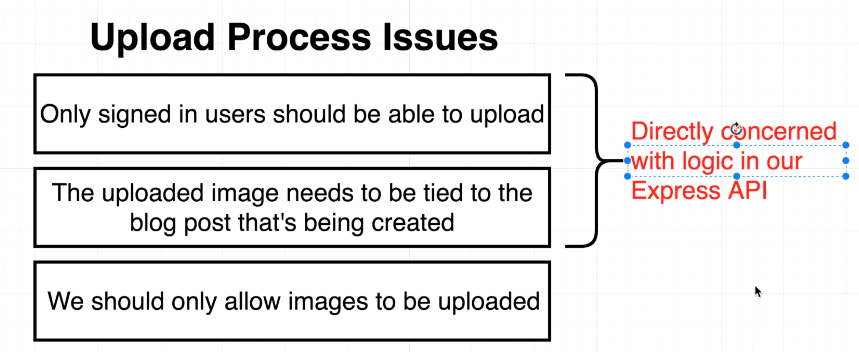 Upload Process Issues
Only signed in users should be able to upload
The uploaded image needs to be tied to the
blog post that's being created
We should only allow images to be uploaded
Directly concerned
with logic in our
Express API